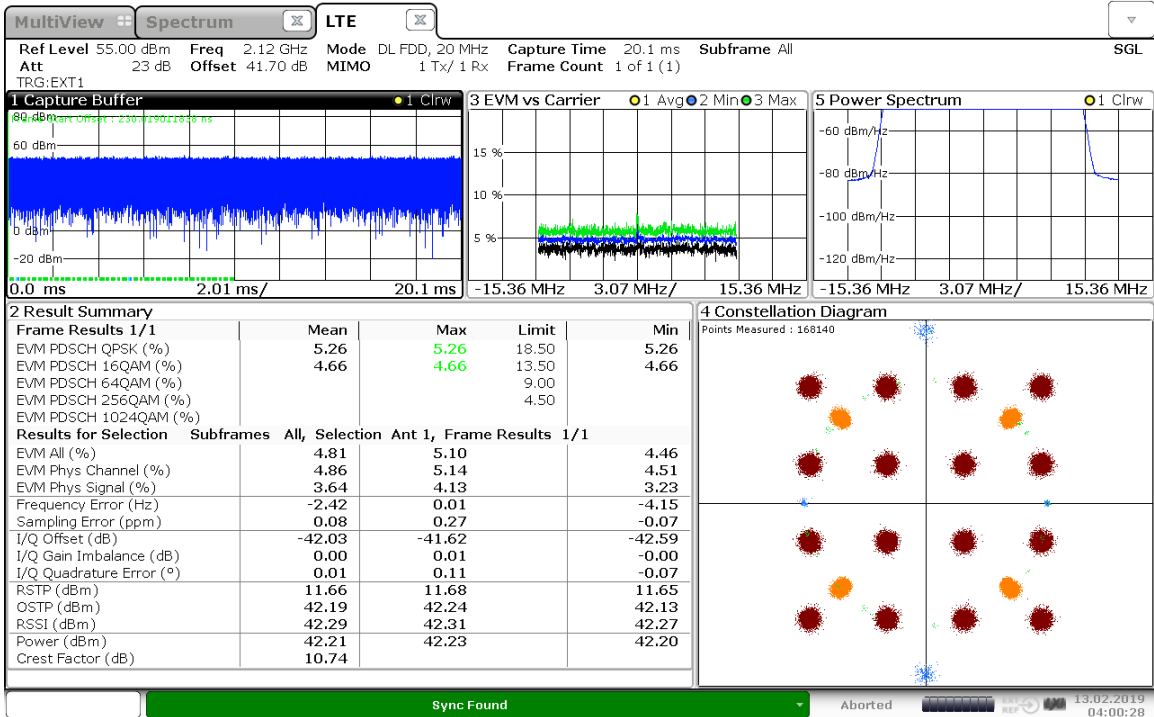 MultiView Spectrum LTE
Ref Level 55.00 dBm Freq 2.12 GHz Mode DL FDD, 20 MHz Capture Time 20.1 ms Subframe All SGL
Att 23 dB Offset 41.70 dB MIMO 1 Tx/ 1 Rx Frame Count 1 of 1 (1)
TRG:EXT1
1 Capture Buffer 1 Clrw
80 dBm
Frame Start Offset : 230.019011836 ns
60 dBm
0 dBm
-20 dBm
0.0 ms 2.01 ms/ 20.1 ms
3 EVM vs Carrier 1 Avg 2 Min 3 Max
15 %
10 %
5 %
-15.36 MHz 3.07 MHz/ 15.36 MHz
5 Power Spectrum 1 Clrw
-60 dBm/Hz
-80 dBm/Hz
-100 dBm/Hz
-120 dBm/Hz
-15.36 MHz 3.07 MHz/ 15.36 MHz
2 Result Summary
Frame Results 1/1 Mean Max Limit Min
EVM PDSCH QPSK (%) 5.26 5.26 18.50 5.26
EVM PDSCH 16QAM (%) 4.66 4.66 13.50 4.66
EVM PDSCH 64QAM (%) 9.00
EVM PDSCH 256QAM (%) 4.50
EVM PDSCH 1024QAM (%)
Results for Selection Subframes All, Selection Ant 1, Frame Results 1/1
EVM All (%) 4.81 5.10 4.46
EVM Phys Channel (%) 4.86 5.14 4.51
EVM Phys Signal (%) 3.64 4.13 3.23
Frequency Error (Hz) -2.42 0.01 -4.15
Sampling Error (ppm) 0.08 0.27 -0.07
I/Q Offset (dB) -42.03 -41.62 -42.59
I/Q Gain Imbalance (dB) 0.00 0.01 -0.00
I/Q Quadrature Error (°) 0.01 0.11 -0.07
RSTP (dBm) 11.66 11.68 11.65
OSTP (dBm) 42.19 42.24 42.13
RSSI (dBm) 42.29 42.31 42.27
Power (dBm) 42.21 42.23 42.20
Crest Factor (dB) 10.74
4 Constellation Diagram
Points Measured : 168140
Sync Found
Aborted
EXT
REF
13.02.2019
04:00:28